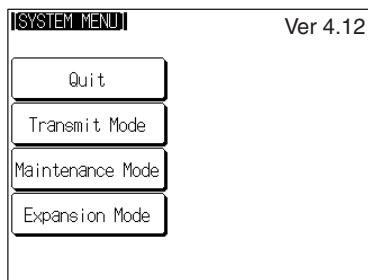 [SYSTEM MENU]
Ver 4.12
Quit
Transmit Mode
Maintenance Mode
Expansion Mode